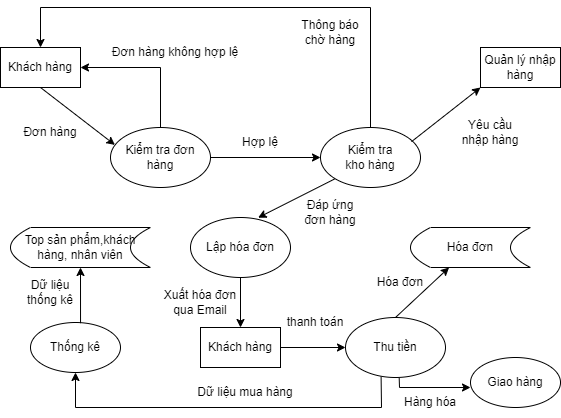 Thông báo
chờ hàng
Đơn hàng không hợp lệ
Khách hàng
Quản lý nhập
hàng
Đơn hàng
Kiểm tra đơn
hàng
Hợp lệ
Kiểm tra
kho hàng
Yêu cầu
nhập hàng
Đáp ứng
đơn hàng
Top sản phẩm,khách
hàng, nhân viên
Lập hóa đơn
Hóa đơn
Dữ liệu
thống kê
Xuất hóa đơn
qua Email
Hóa đơn
thanh toán
Thống kê
Khách hàng
Thu tiền
Giao hàng
Dữ liệu mua hàng
Hàng hóa